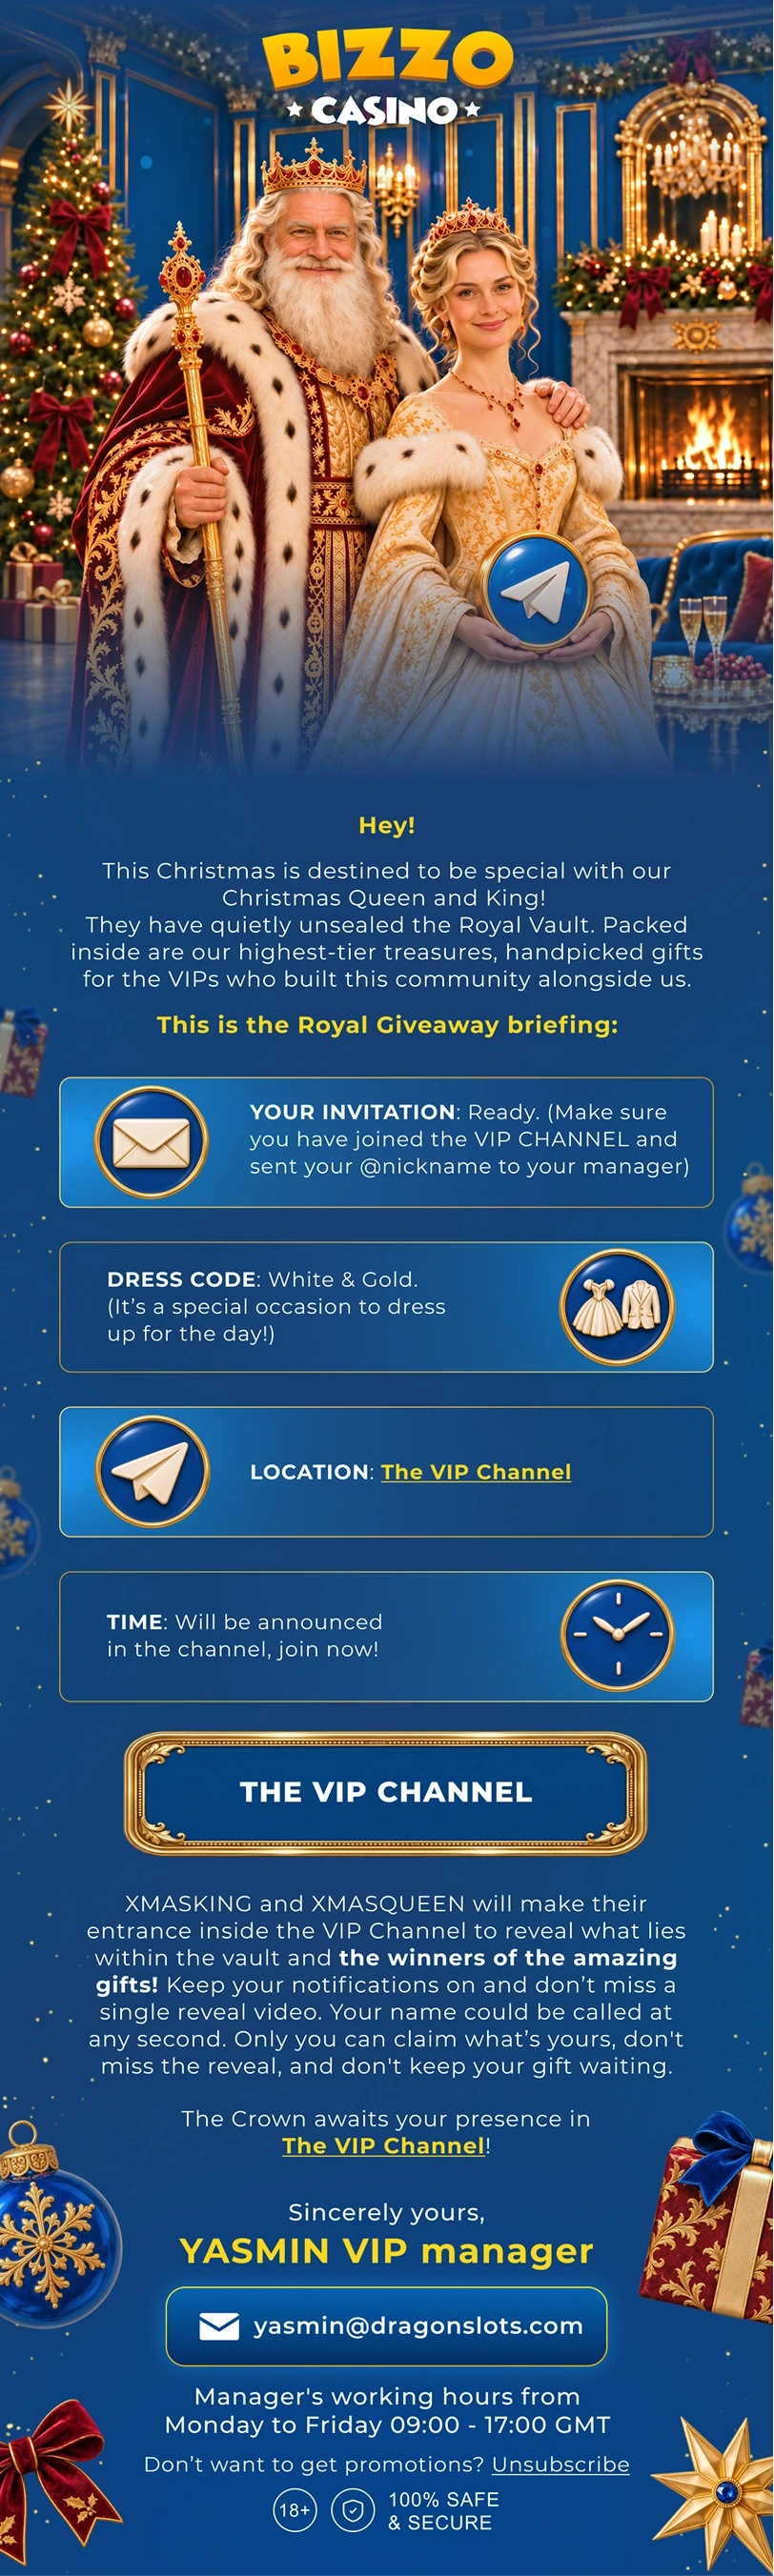 BIZZO
CASINO
Hey!
This Christmas is destined to be special with our
Christmas Queen and King!
They have quietly unsealed the Royal Vault. Packed
inside are our highest-tier treasures, handpicked gifts
for the VIPs who built this community alongside us.
This is the Royal Giveaway briefing:
YOUR INVITATION: Ready. (Make sure
you have joined the VIP CHANNEL and
sent your @nickname to your manager)
DRESS CODE: White & Gold.
(It’s a special occasion to dress
up for the day!)
LOCATION: The VIP Channel
TIME: Will be announced
in the channel, join now!
THE VIP CHANNEL
XMASKING and XMASQUEEN will make their
entrance inside the VIP Channel to reveal what lies
within the vault and the winners of the amazing
gifts! Keep your notifications on and don’t miss a
single reveal video. Your name could be called at
any second. Only you can claim what’s yours, don't
miss the reveal, and don't keep your gift waiting.
The Crown awaits your presence in
The VIP Channel!
Sincerely yours,
YASMIN VIP manager
yasmin@dragonslots.com
Manager's working hours from
Monday to Friday 09:00 - 17:00 GMT
Don’t want to get promotions? Unsubscribe
18+
100% SAFE
& SECURE